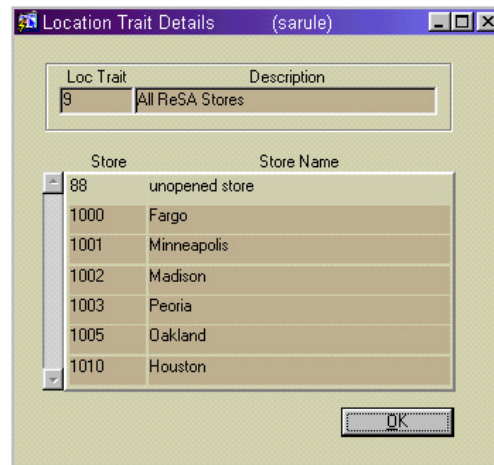 Location Trait Details (sarule)
Loc Trait Description
9 All ReSA Stores
Store Store Name
88 unopened store
1000 Fargo
1001 Minneapolis
1002 Madison
1003 Peoria
1005 Oakland
1010 Houston
OK